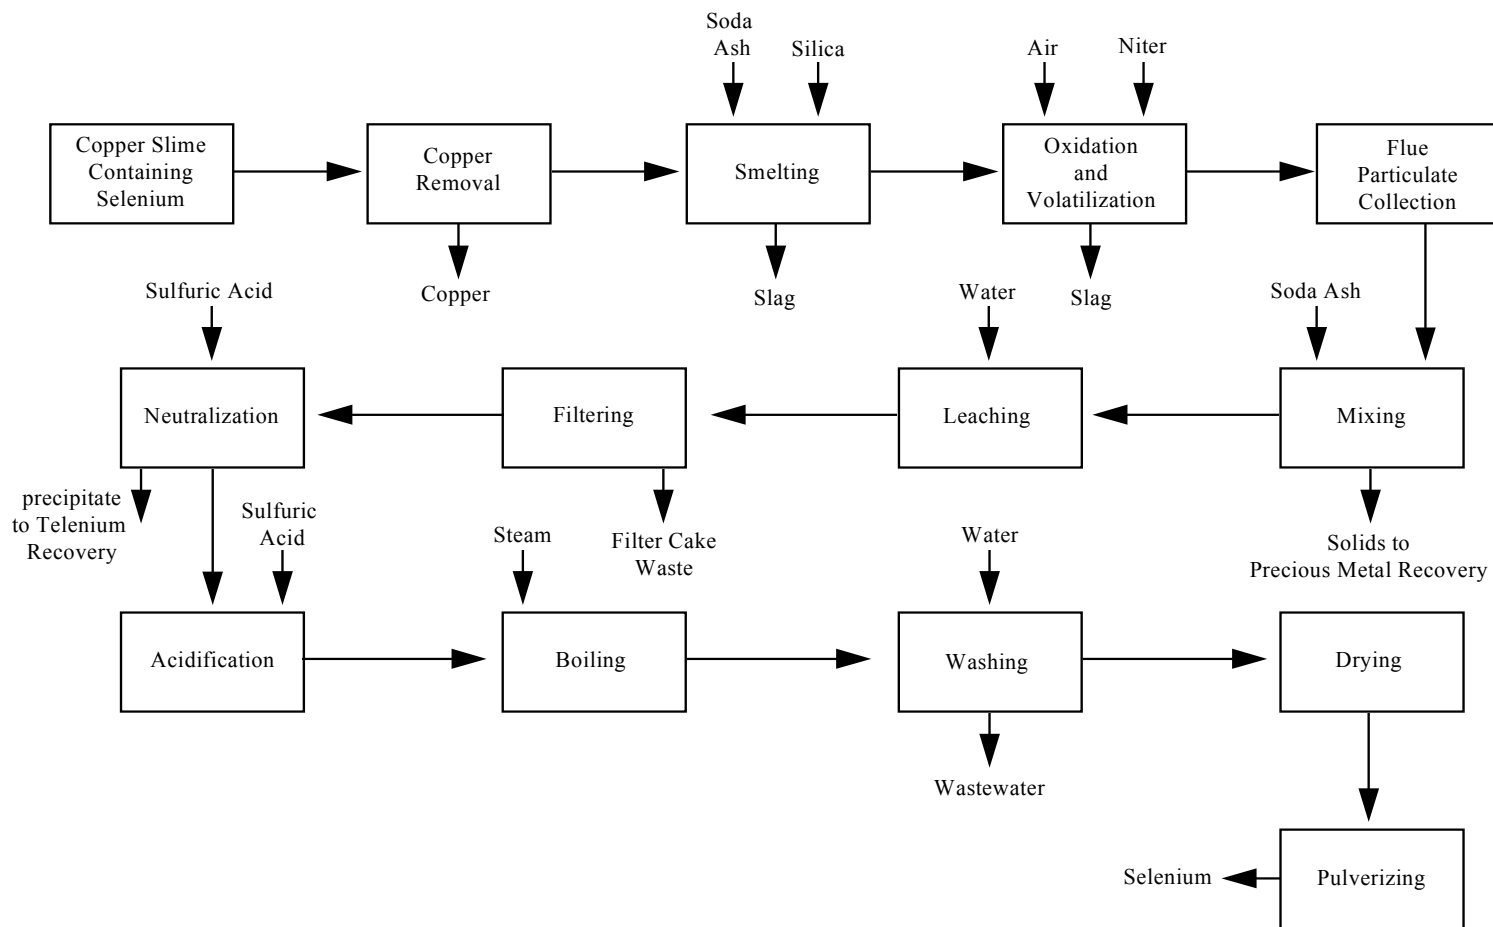 Soda
Ash
Silica
Air
Niter
Copper Slime
Containing
Selenium
Copper
Removal
Smelting
Oxidation
and
Volatilization
Flue
Particulate
Collection
Copper
Slag
Slag
Sulfuric Acid
Water
Soda Ash
Neutralization
Filtering
Leaching
Mixing
precipitate
to Telenium
Recovery
Sulfuric
Acid
Steam
Filter Cake
Waste
Water
Solids to
Precious Metal Recovery
Acidification
Boiling
Washing
Drying
Wastewater
Selenium
Pulverizing